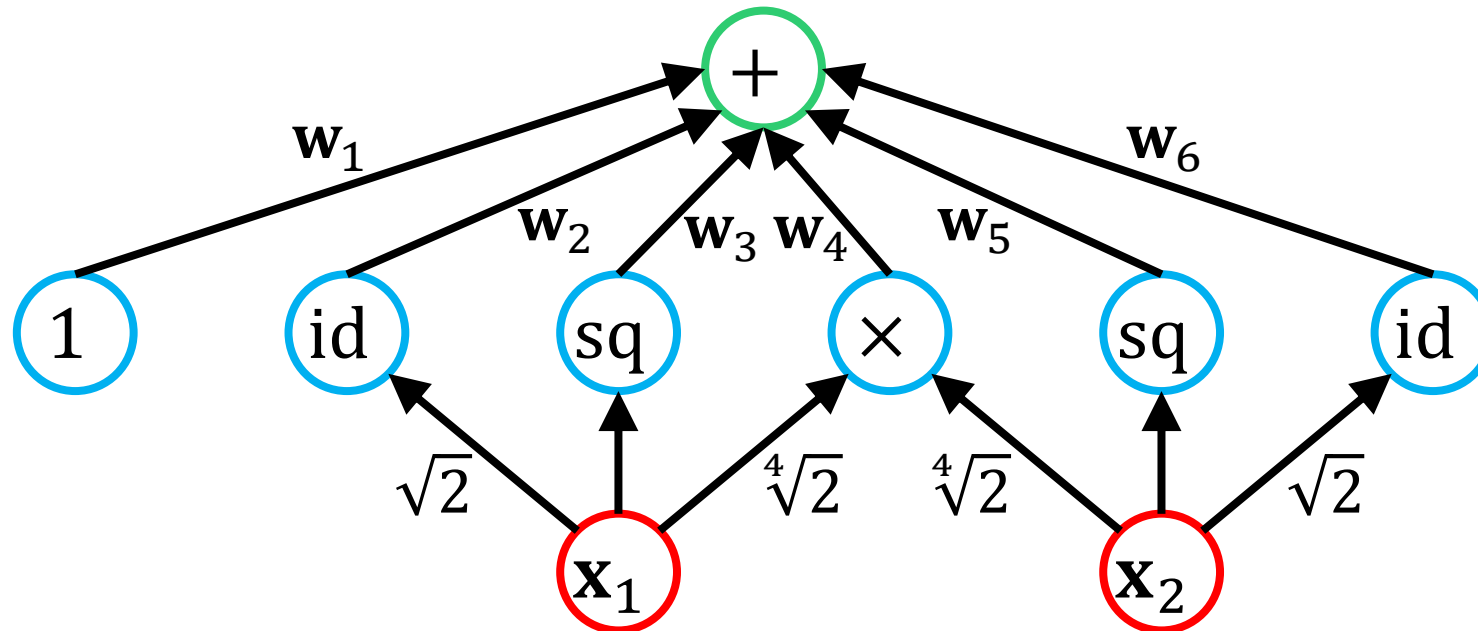 +
𝐰₁ 𝐰₆
𝐰₂ 𝐰₃ 𝐰₄ 𝐰₅
1 id sq × sq id
√2 ∜2 ∜2 √2
𝐱₁ 𝐱₂